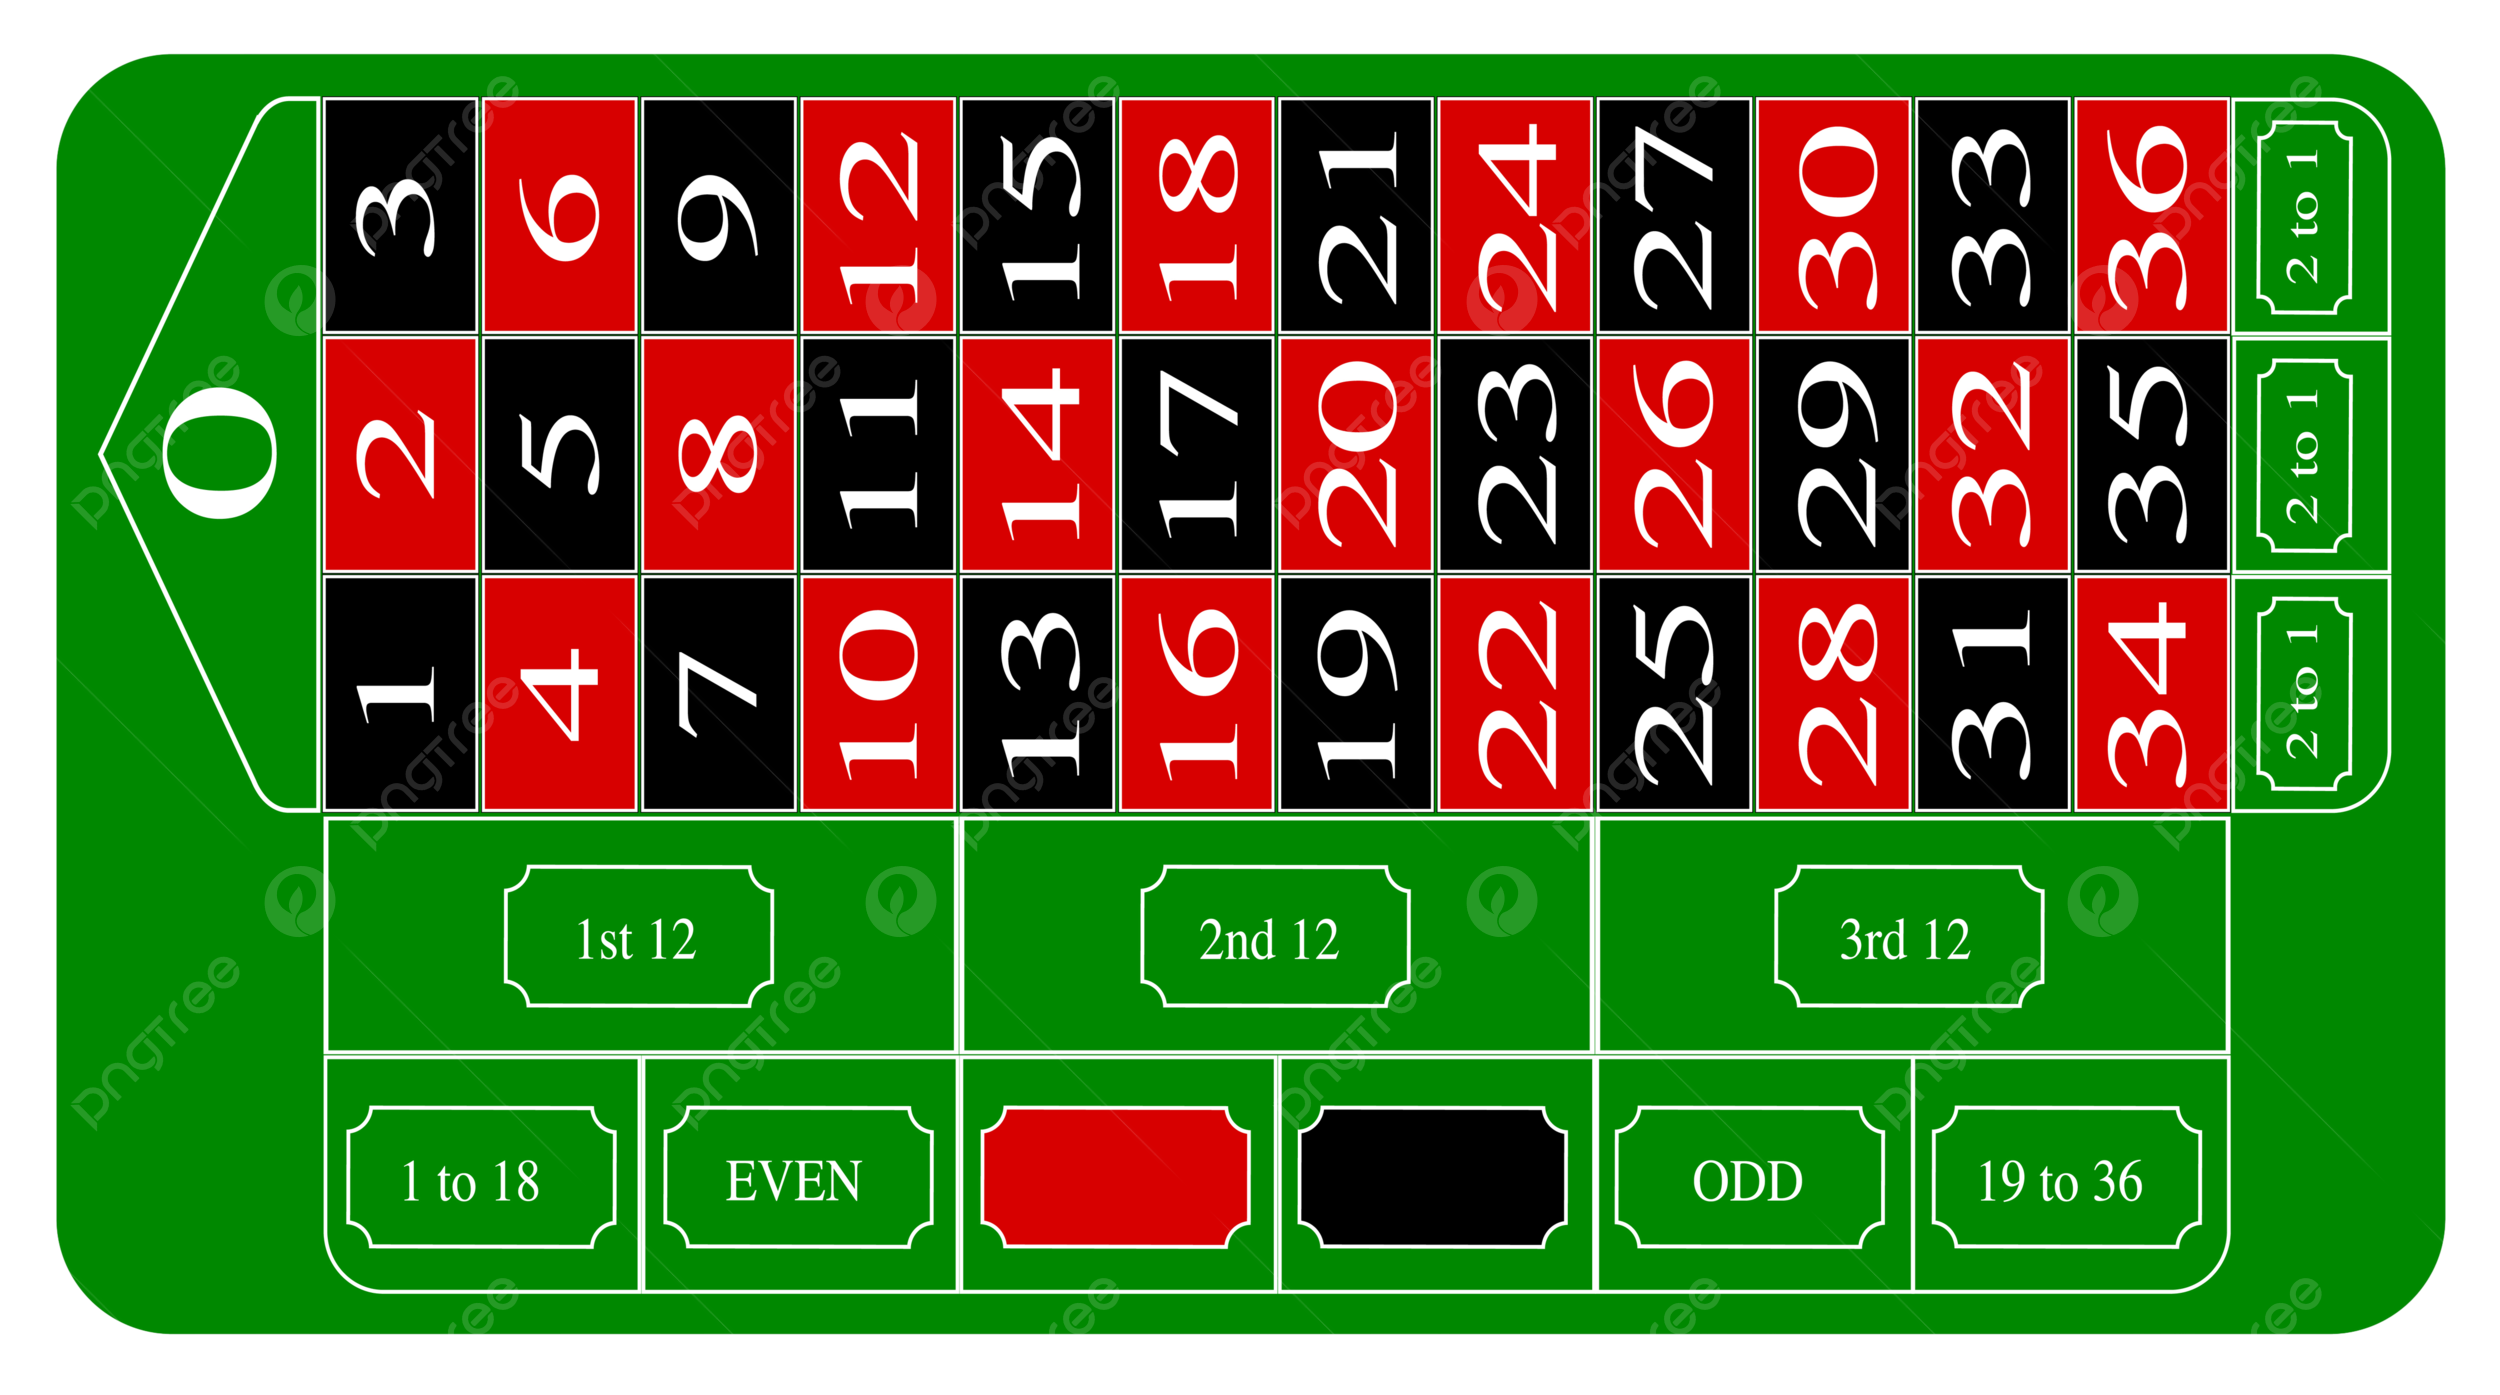 0
3 6 9 12 15 18 21 24 27 30 33 36 2 to 1
2 5 8 11 14 17 20 23 26 29 32 35 2 to 1
1 4 7 10 13 16 19 22 25 28 31 34 2 to 1
1st 12 2nd 12 3rd 12
1 to 18 EVEN ODD 19 to 36
pngtree